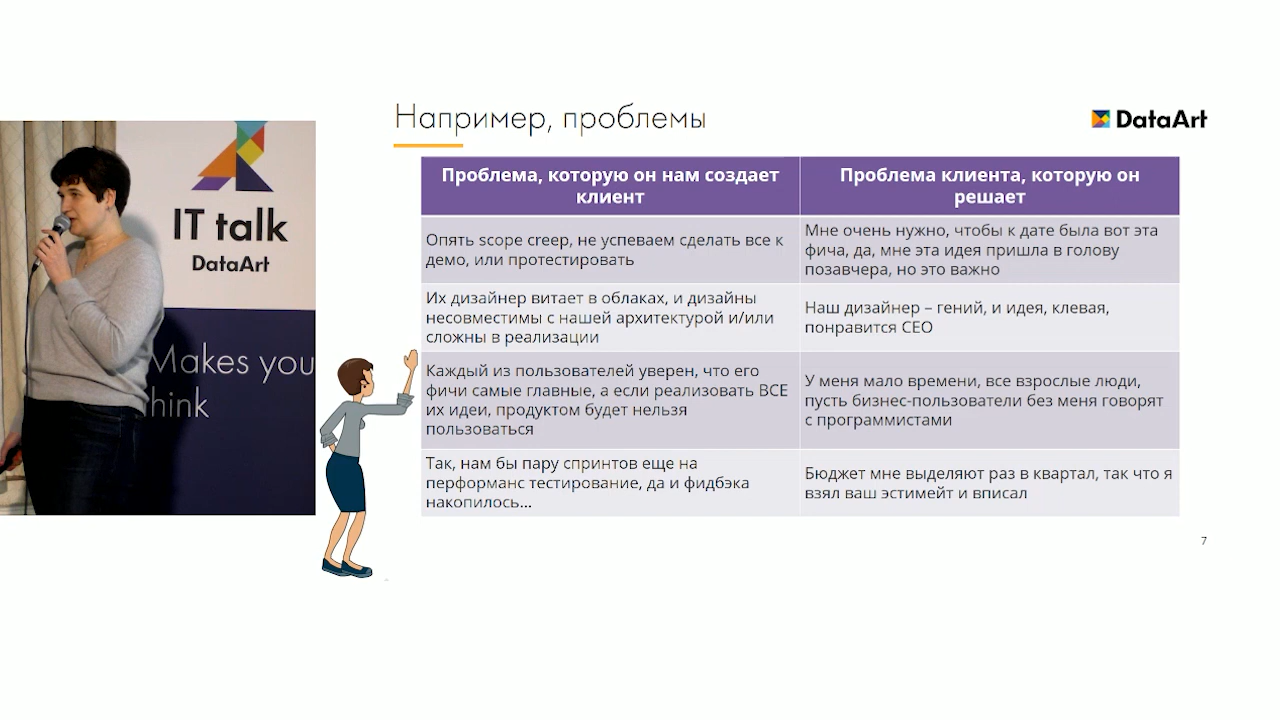 Например, проблемы
DataArt
IT talk
DataArt
Makes you
think
Проблема, которую он нам создает
клиент
Проблема клиента, которую он
решает
Опять scope creep, не успеваем сделать все к
демо, или протестировать
Мне очень нужно, чтобы к дате была вот эта
фича, да, мне эта идея пришла в голову
позавчера, но это важно
Их дизайнер витает в облаках, и дизайны
несовместимы с нашей архитектурой и/или
сложны в реализации
Наш дизайнер – гений, и идея, клевая,
понравится CEO
Каждый из пользователей уверен, что его
фичи самые главные, а если реализовать ВСЕ
их идеи, продуктом будет нельзя
пользоваться
У меня мало времени, все взрослые люди,
пусть бизнес-пользователи без меня говорят
с программистами
Так, нам бы пару спринтов еще на
перформанс тестирование, да и фидбэка
накопилось...
Бюджет мне выделяют раз в квартал, так что я
взял ваш эстимейт и вписал
7